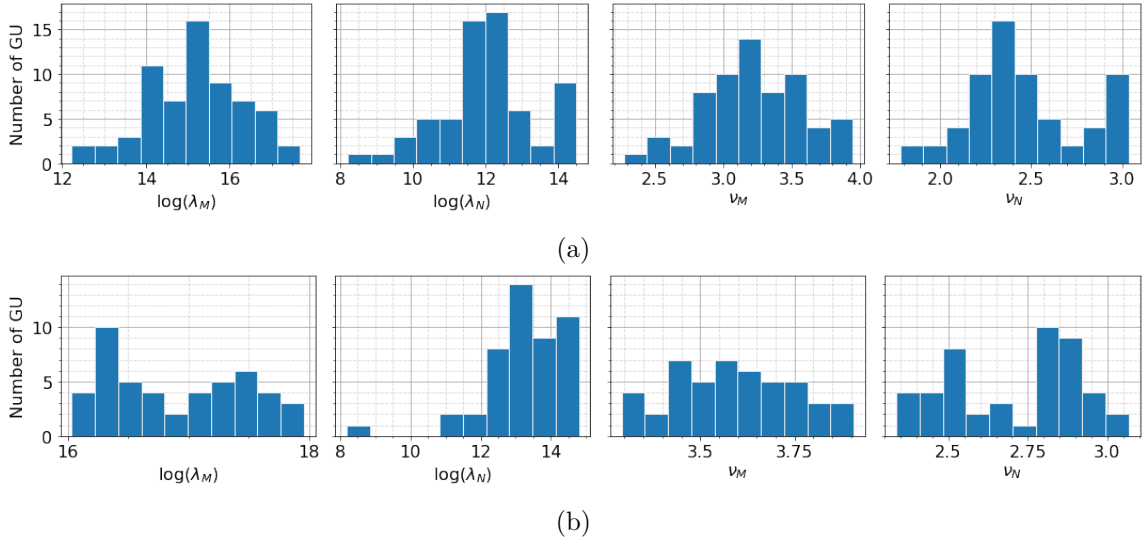 Number of GU
15
10
5
0
12 14 16
log(λ_M)
8 10 12 14
log(λ_N)
2.5 3.0 3.5 4.0
ν_M
2.0 2.5 3.0
ν_N
(a)
Number of GU
10
5
0
16 18
log(λ_M)
8 10 12 14
log(λ_N)
3.5 3.75
ν_M
2.5 2.75 3.0
ν_N
(b)